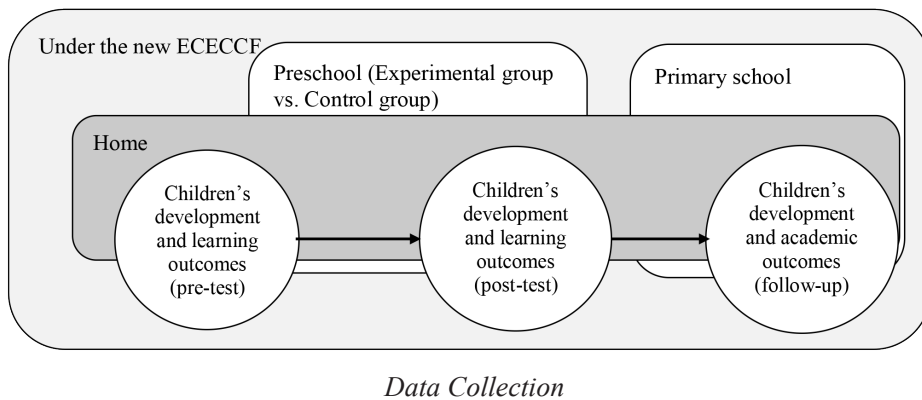 Under the new ECECCF
Preschool (Experimental group
vs. Control group)
Primary school
Home
Children's
development
and learning
outcomes
(pre-test)
Children's
development
and learning
outcomes
(post-test)
Children's
development
and academic
outcomes
(follow-up)
Data Collection